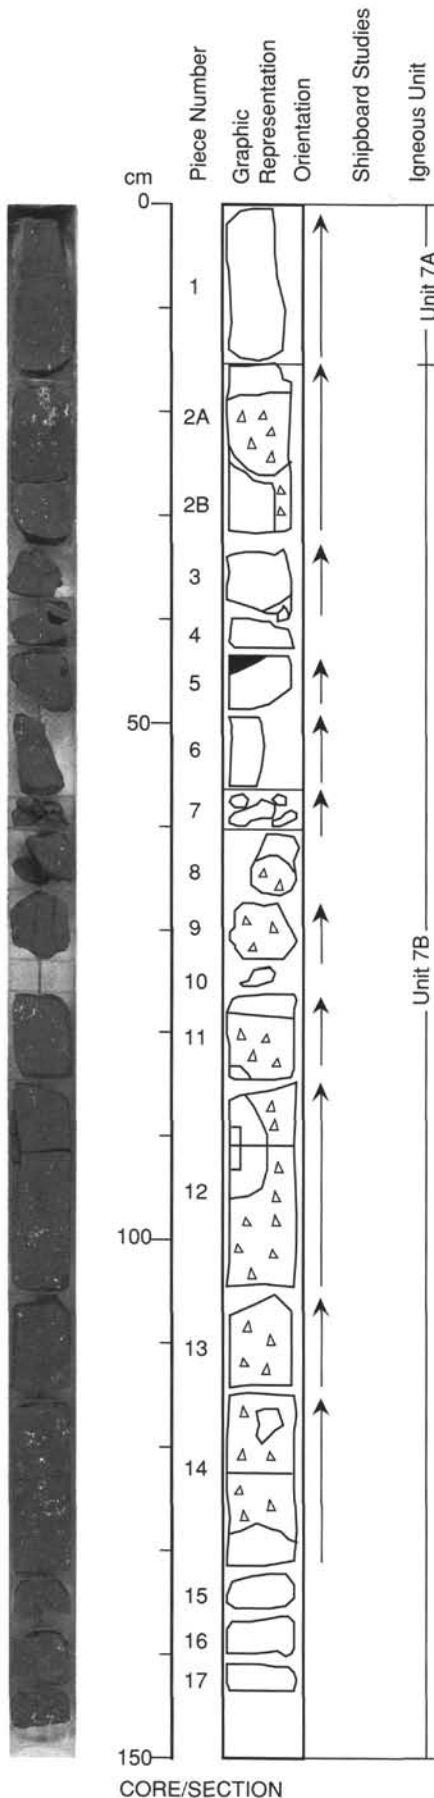 cm
Piece Number
Graphic
Representation
Orientation
Shipboard Studies
Igneous Unit
0
1
Unit 7A
2A
2B
3
4
5
50
6
7
8
9
10
Unit 7B
11
12
100
13
14
15
16
17
150
CORE/SECTION